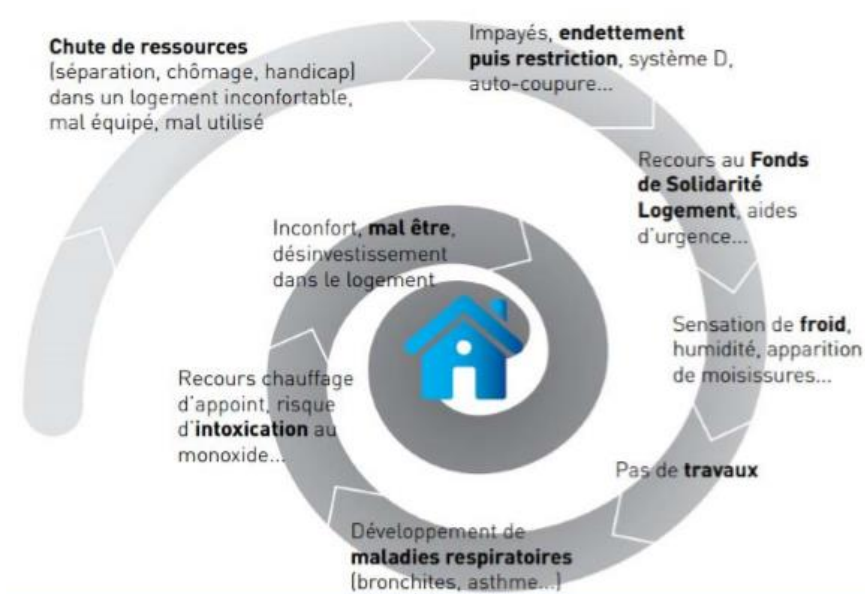 Chute de ressources
(séparation, chômage, handicap)
dans un logement inconfortable,
mal équipé, mal utilisé
Impayés, endettement
puis restriction, système D,
auto-coupure...
Recours au Fonds
de Solidarité
Logement, aides
d'urgence...
Sensation de froid,
humidité, apparition
de moisissures...
Pas de travaux
Développement de
maladies respiratoires
(bronchites, asthme...)
Recours chauffage
d'appoint, risque
d'intoxication au
monoxide...
Inconfort, mal être,
désinvestissement
dans le logement